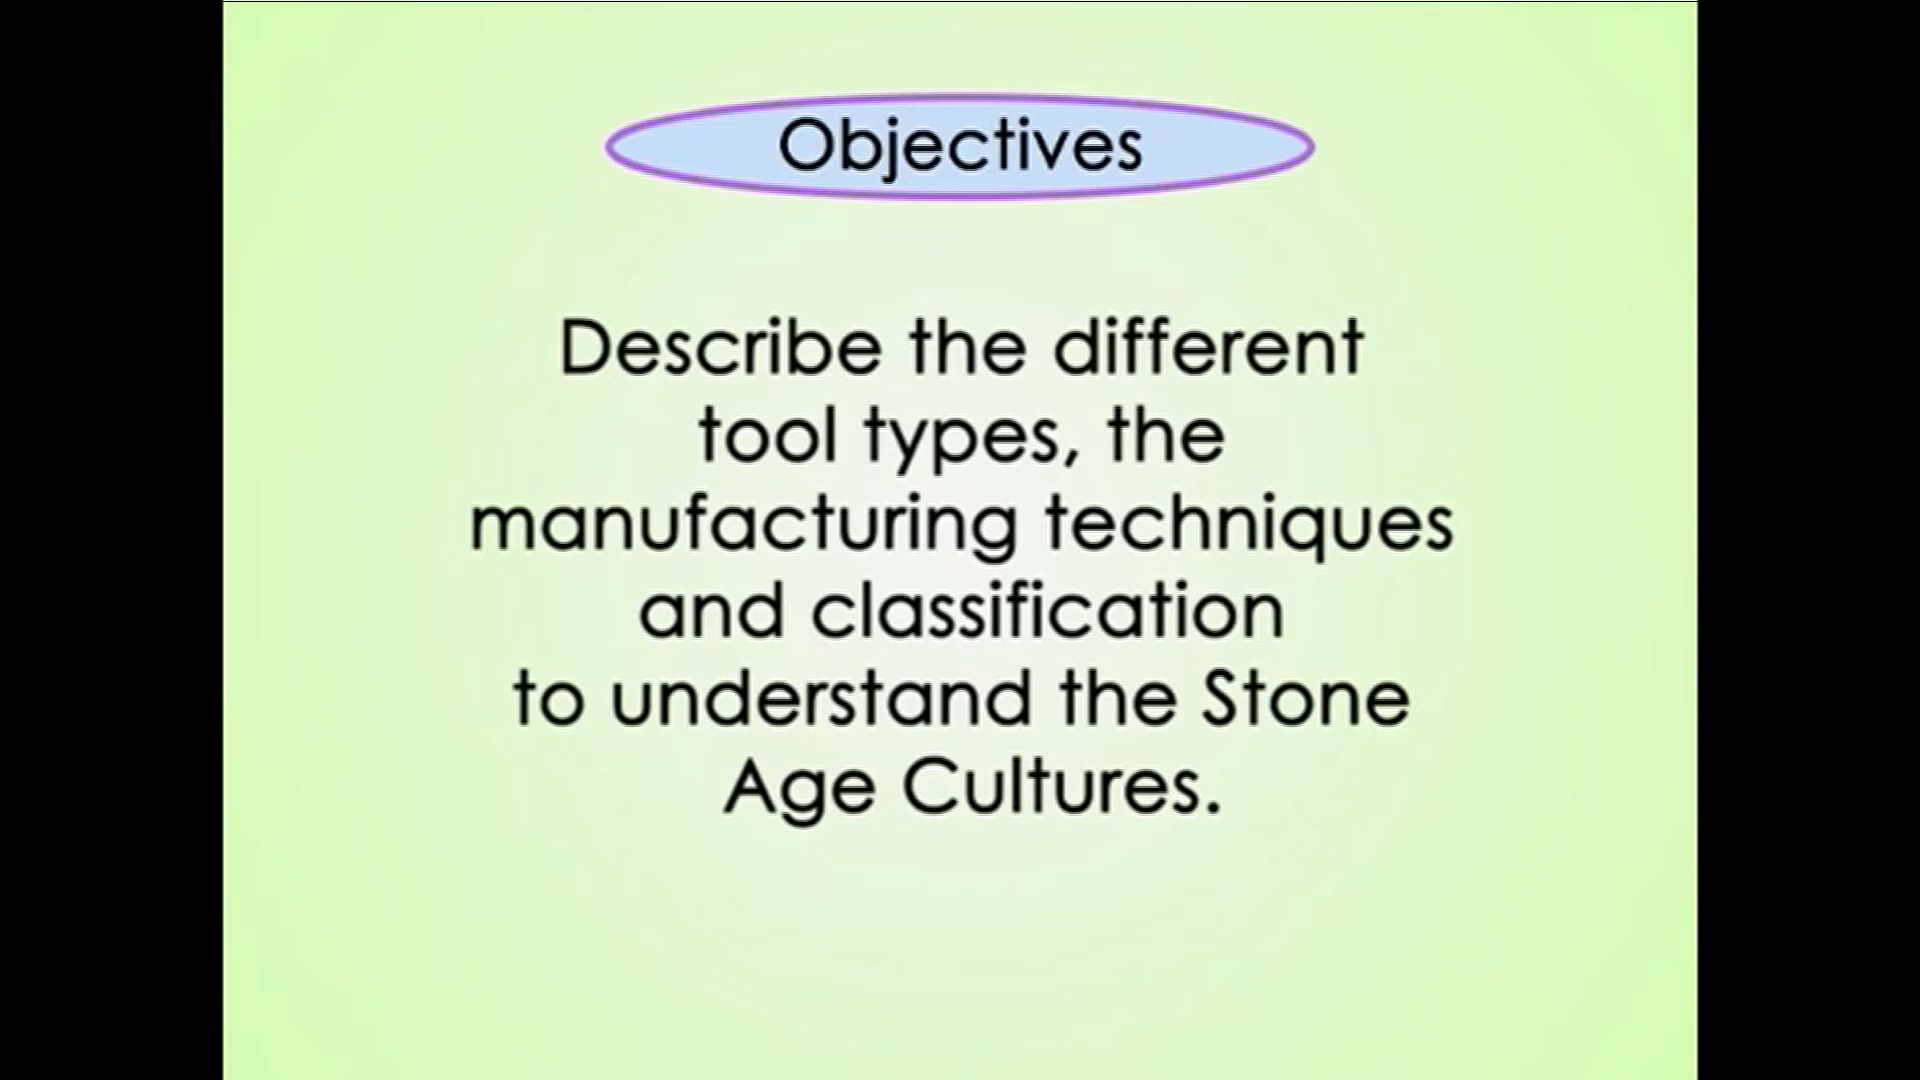 Objectives
Describe the different
tool types, the
manufacturing techniques
and classification
to understand the Stone
Age Cultures.